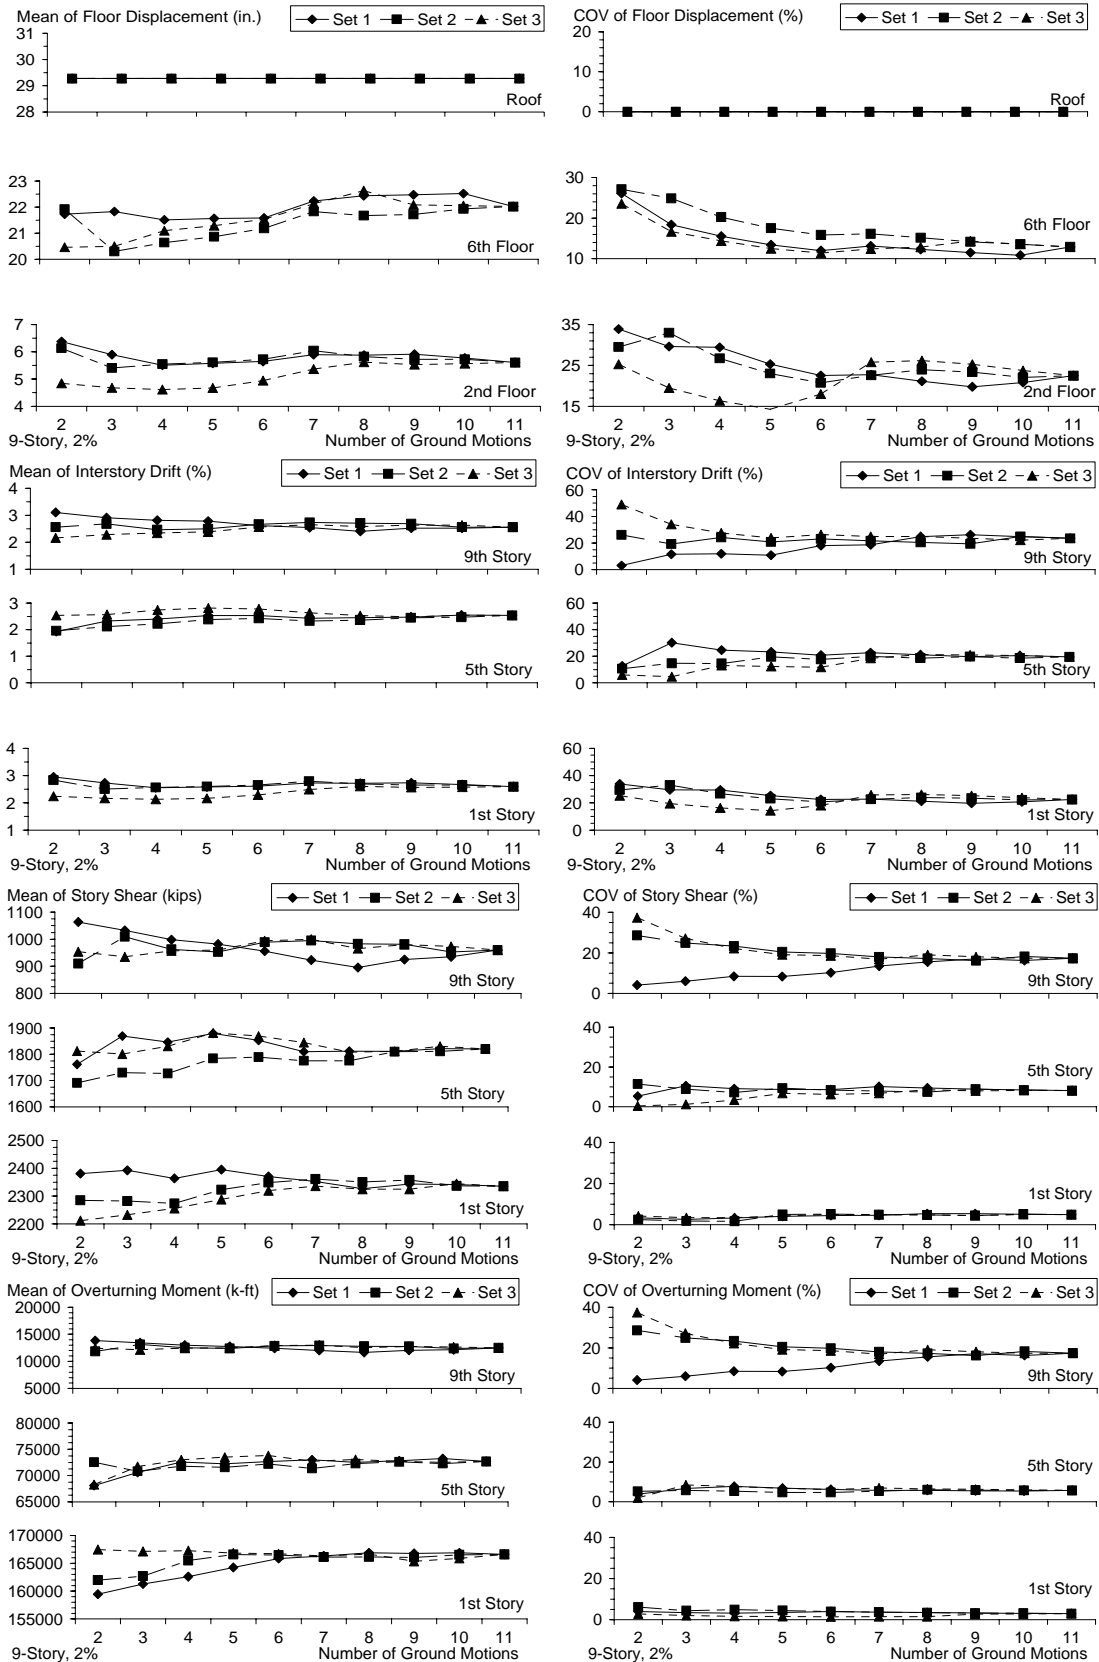 Mean of Floor Displacement (in.)
Set 1 Set 2 Set 3
31
30
29
28
Roof
23
22
21
20
6th Floor
7
6
5
4
2nd Floor
2 3 4 5 6 7 8 9 10 11
9-Story, 2% Number of Ground Motions
COV of Floor Displacement (%)
Set 1 Set 2 Set 3
20
10
0
Roof
30
20
10
6th Floor
35
25
15
2nd Floor
2 3 4 5 6 7 8 9 10 11
9-Story, 2% Number of Ground Motions
Mean of Interstory Drift (%)
Set 1 Set 2 Set 3
4
3
2
1
9th Story
3
2
1
0
5th Story
4
3
2
1
1st Story
2 3 4 5 6 7 8 9 10 11
9-Story, 2% Number of Ground Motions
COV of Interstory Drift (%)
Set 1 Set 2 Set 3
60
40
20
0
9th Story
60
40
20
0
5th Story
60
40
20
0
1st Story
2 3 4 5 6 7 8 9 10 11
9-Story, 2% Number of Ground Motions
Mean of Story Shear (kips)
Set 1 Set 2 Set 3
1100
1000
900
800
9th Story
1900
1800
1700
1600
5th Story
2500
2400
2300
2200
1st Story
2 3 4 5 6 7 8 9 10 11
9-Story, 2% Number of Ground Motions
COV of Story Shear (%)
Set 1 Set 2 Set 3
40
20
0
9th Story
40
20
0
5th Story
40
20
0
1st Story
2 3 4 5 6 7 8 9 10 11
9-Story, 2% Number of Ground Motions
Mean of Overturning Moment (k-ft)
Set 1 Set 2 Set 3
20000
15000
10000
5000
9th Story
80000
75000
70000
65000
5th Story
170000
165000
160000
155000
1st Story
2 3 4 5 6 7 8 9 10 11
9-Story, 2% Number of Ground Motions
COV of Overturning Moment (%)
Set 1 Set 2 Set 3
40
20
0
9th Story
40
20
0
5th Story
40
20
0
1st Story
2 3 4 5 6 7 8 9 10 11
9-Story, 2% Number of Ground Motions